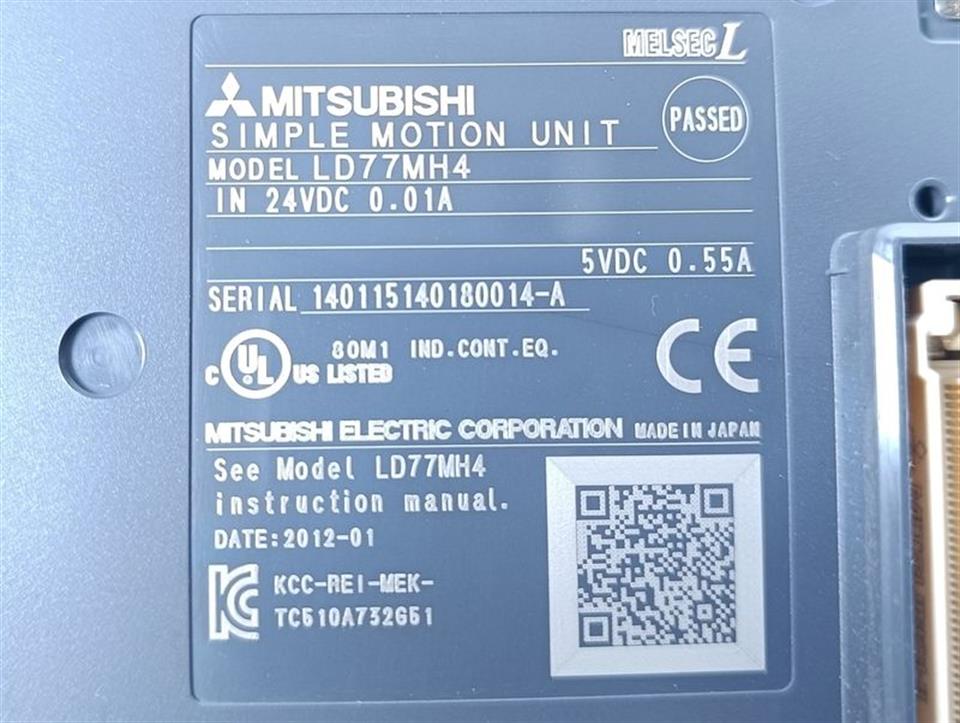 MELSEC L
MITSUBISHI
SIMPLE MOTION UNIT
PASSED
MODEL LD77MH4
IN 24VDC 0.01A
5VDC 0.55A
SERIAL 140115140180014-A
C UL US LISTED
80M1 IND.CONT.EQ.
CE
MITSUBISHI ELECTRIC CORPORATION MADE IN JAPAN
See Model LD77MH4
instruction manual.
DATE:2012-01
KC
KCC-REI-MEK-
TC510A732G51